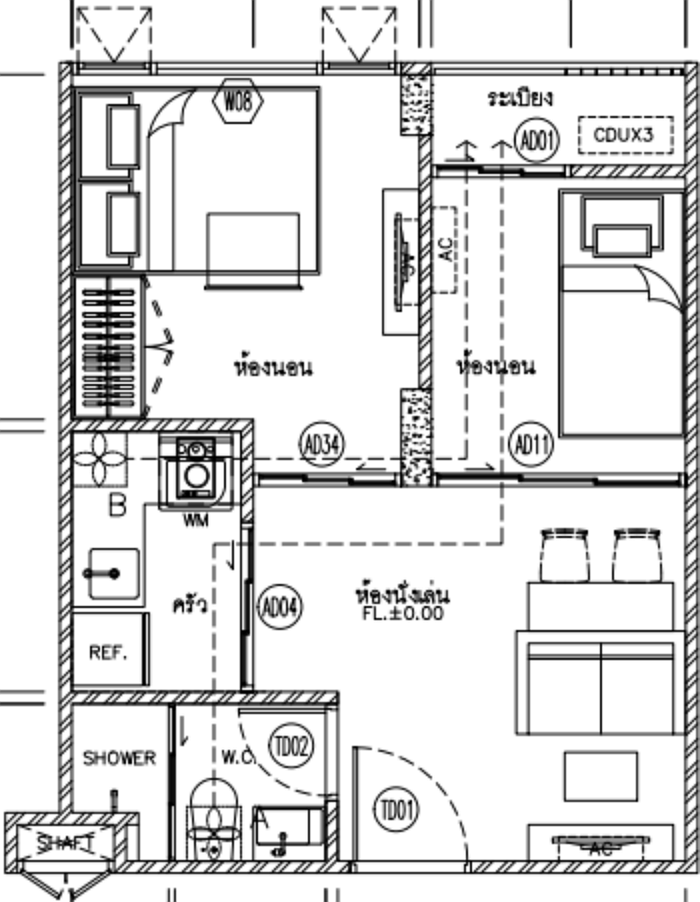 W08
ระเบียง
AD01
CDUX3
AC
AC
ห้องนอน
ห้องนอน
AD34
AD11
B
WM
ครัว
AD04
ห้องนั่งเล่น
FL.±0.00
REF.
SHOWER
W.C.
TD02
A
TD01
SHAFT
AC